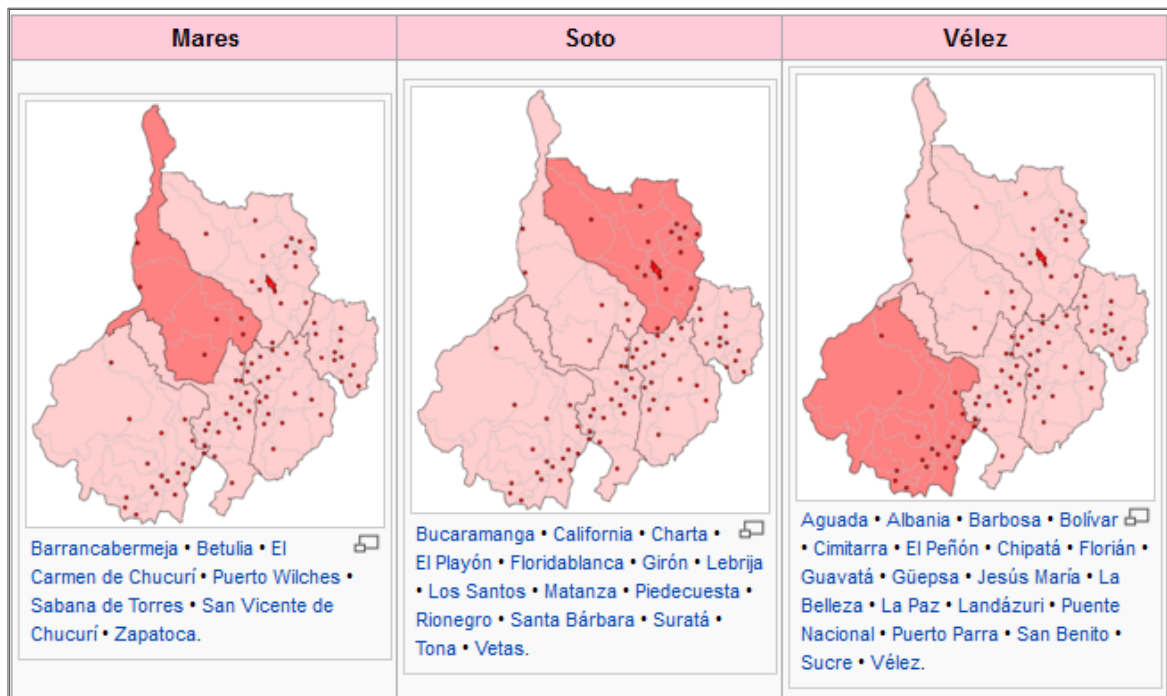 Mares
Soto
Vélez
Barrancabermeja • Betulia • El
Carmen de Chucurí • Puerto Wilches •
Sabana de Torres • San Vicente de
Chucurí • Zapatoca.
Bucaramanga • California • Charta •
El Playón • Floridablanca • Girón • Lebrija
• Los Santos • Matanza • Piedecuesta •
Rionegro • Santa Bárbara • Suratá •
Tona • Vetas.
Aguada • Albania • Barbosa • Bolívar
• Cimitarra • El Peñón • Chipatá • Florián •
Guavatá • Güepsa • Jesús María • La
Belleza • La Paz • Landázuri • Puente
Nacional • Puerto Parra • San Benito •
Sucre • Vélez.